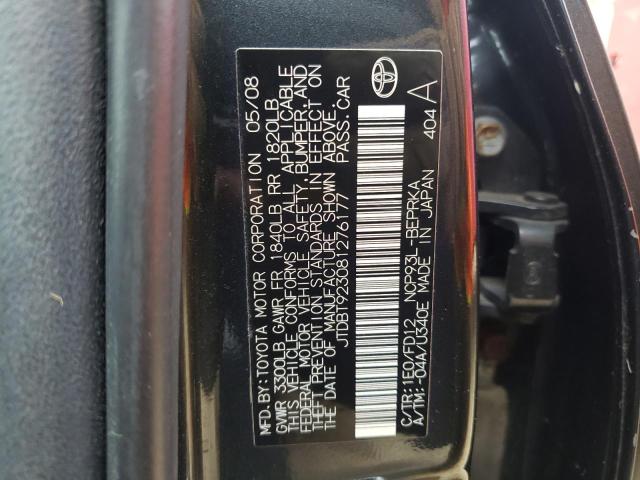 MFD.BY:TOYOTA MOTOR CORPORATION 05/08
GVWR 3300LB GAWR FR 1840LB RR 1820LB
THIS VEHICLE CONFORMS TO ALL APPLICABLE
FEDERAL MOTOR VEHICLE SAFETY, BUMPER, AND
THEFT PREVENTION STANDARDS IN EFFECT ON
THE DATE OF MANUFACTURE SHOWN ABOVE.
JTDBT923081276177 PASS.CAR
C/TR:1E0/FD12 NCP93L-BEPRKA
A/TM:-04A/U340E MADE IN JAPAN
404 A